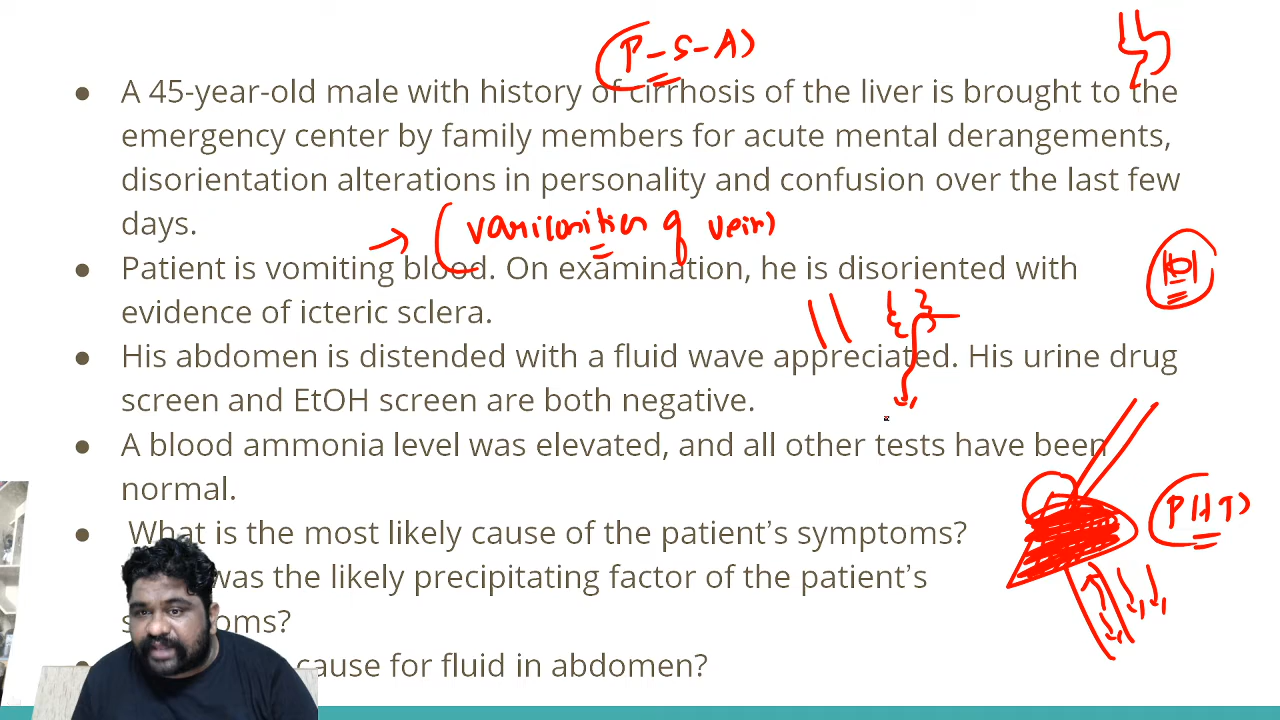 P-S-A)
● A 45-year-old male with history of cirrhosis of the liver is brought to the
emergency center by family members for acute mental derangements,
disorientation alterations in personality and confusion over the last few
days.
of vein)
● Patient is vomiting blood. On examination, he is disoriented with
evidence of icteric sclera.
● His abdomen is distended with a fluid wave appreciated. His urine drug
screen and EtOH screen are both negative.
● A blood ammonia level was elevated, and all other tests have been
normal.
PHT)
● What is the most likely cause of the patient's symptoms?
was the likely precipitating factor of the patient's
cause for fluid in abdomen?